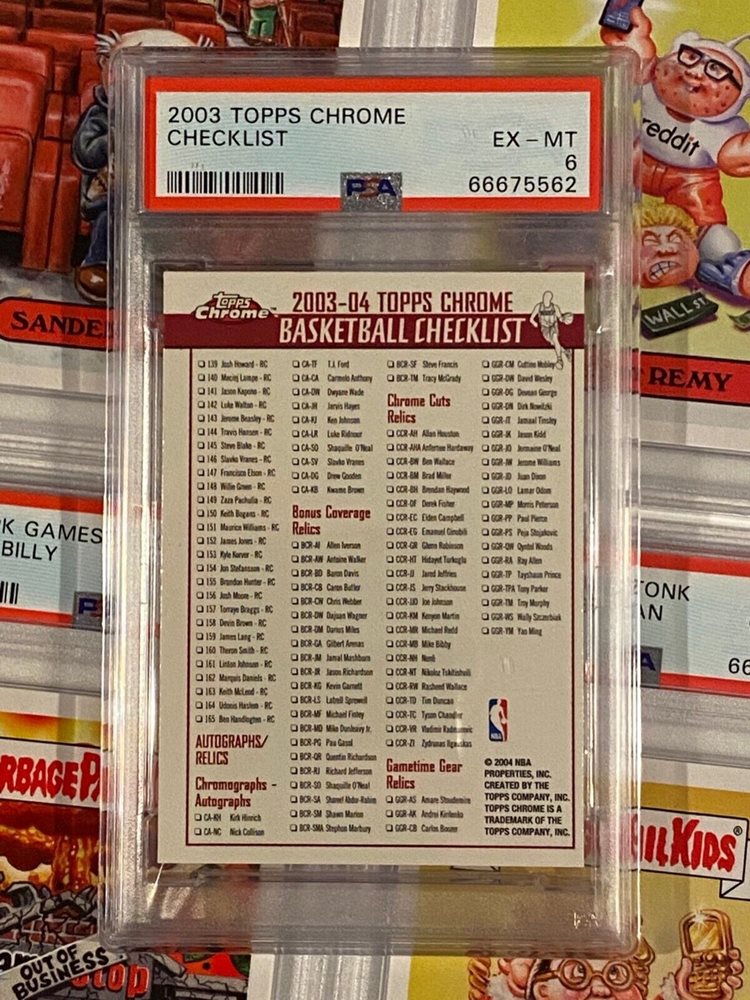 2003 TOPPS CHROME
CHECKLIST
EX – MT
6
PSA
66675562
Topps
Chrome
2003-04 TOPPS CHROME
BASKETBALL CHECKLIST
139 Josh Howard - RC
140 Maciej Lampe - RC
141 Jason Kapono - RC
142 Luke Walton - RC
143 Jerome Beasley - RC
144 Travis Hansen - RC
145 Steve Blake - RC
146 Slavko Vranes - RC
147 Francisco Elson - RC
148 Willie Green - RC
149 Zaza Pachulia - RC
150 Keith Bogans - RC
151 Maurice Williams - RC
152 James Jones - RC
153 Kyle Korver - RC
154 Jon Stefansson - RC
155 Brandon Hunter - RC
156 Josh Moore - RC
157 Torraye Braggs - RC
158 Devin Brown - RC
159 James Lang - RC
160 Theron Smith - RC
161 Linton Johnson - RC
162 Marquis Daniels - RC
163 Keith McLeod - RC
164 Udonis Haslem - RC
165 Ben Handlogten - RC
AUTOGRAPHS/
RELICS
Chromographs -
Autographs
CA-KH Kirk Hinrich
CA-NC Nick Collison
CA-TF T.J. Ford
CA-CA Carmelo Anthony
CA-DW Dwyane Wade
CA-JH Jarvis Hayes
CA-KJ Ken Johnson
CA-LR Luke Ridnour
CA-SO Shaquille O'Neal
CA-SV Slavko Vranes
CA-DG Drew Gooden
CA-KB Kwame Brown
Bonus Coverage
Relics
BCR-AI Allen Iverson
BCR-AW Antoine Walker
BCR-BD Baron Davis
BCR-CB Caron Butler
BCR-CW Chris Webber
BCR-DW Dajuan Wagner
BCR-DM Darius Miles
BCR-GA Gilbert Arenas
BCR-JM Jamal Mashburn
BCR-JR Jason Richardson
BCR-KG Kevin Garnett
BCR-LS Latrell Sprewell
BCR-MF Michael Finley
BCR-MD Mike Dunleavy Jr.
BCR-PG Pau Gasol
BCR-QR Quentin Richardson
BCR-RJ Richard Jefferson
BCR-SO Shaquille O'Neal
BCR-SA Shareef Abdur-Rahim
BCR-SM Shawn Marion
BCR-SMA Stephon Marbury
BCR-SF Steve Francis
BCR-TM Tracy McGrady
Chrome Cuts
Relics
CCR-AH Allan Houston
CCR-AHA Anfernee Hardaway
CCR-BW Ben Wallace
CCR-BM Brad Miller
CCR-BH Brendan Haywood
CCR-DF Derek Fisher
CCR-EC Elden Campbell
CCR-EG Emanuel Ginobili
CCR-GR Glenn Robinson
CCR-HT Hidayet Turkoglu
CCR-JJ Jared Jeffries
CCR-JS Jerry Stackhouse
CCR-JJO Joe Johnson
CCR-KM Kenyon Martin
CCR-MR Michael Redd
CCR-MB Mike Bibby
CCR-NH Nenê
CCR-NT Nikoloz Tskitishvili
CCR-RW Rasheed Wallace
CCR-TD Tim Duncan
CCR-TC Tyson Chandler
CCR-VR Vladimir Radmanovic
CCR-ZI Zydrunas Ilgauskas
Gametime Gear
Relics
GGR-AS Amare Stoudemire
GGR-AK Andrei Kirilenko
GGR-CB Carlos Boozer
GGR-CM Cuttino Mobley
GGR-DW David Wesley
GGR-DG Devean George
GGR-DN Dirk Nowitzki
GGR-JT Jamaal Tinsley
GGR-JK Jason Kidd
GGR-JO Jermaine O'Neal
GGR-JW Jerome Williams
GGR-JD Juan Dixon
GGR-LO Lamar Odom
GGR-MP Morris Peterson
GGR-PP Paul Pierce
GGR-PS Peja Stojakovic
GGR-QW Qyntel Woods
GGR-RA Ray Allen
GGR-TP Tayshaun Prince
GGR-TPA Tony Parker
GGR-TM Troy Murphy
GGR-WS Wally Szczerbiak
GGR-YM Yao Ming
NBA
© 2004 NBA
PROPERTIES, INC.
CREATED BY THE
TOPPS COMPANY, INC.
TOPPS CHROME IS A
TRADEMARK OF THE
TOPPS COMPANY, INC.
reddit
WALL ST
REMY
SANDE
K GAMES
BILLY
P
TONK
AN
A
66
RBAGE PA
OUT OF
BUSINESS
top
IL KIDS